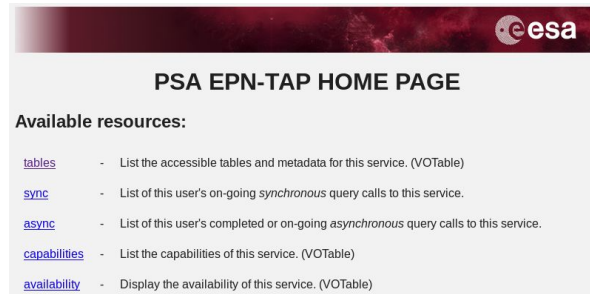 esa
PSA EPN-TAP HOME PAGE
Available resources:
tables - List the accessible tables and metadata for this service. (VOTable)
sync - List of this user's on-going synchronous query calls to this service.
async - List of this user's completed or on-going asynchronous query calls to this service.
capabilities - List the capabilities of this service. (VOTable)
availability - Display the availability of this service. (VOTable)